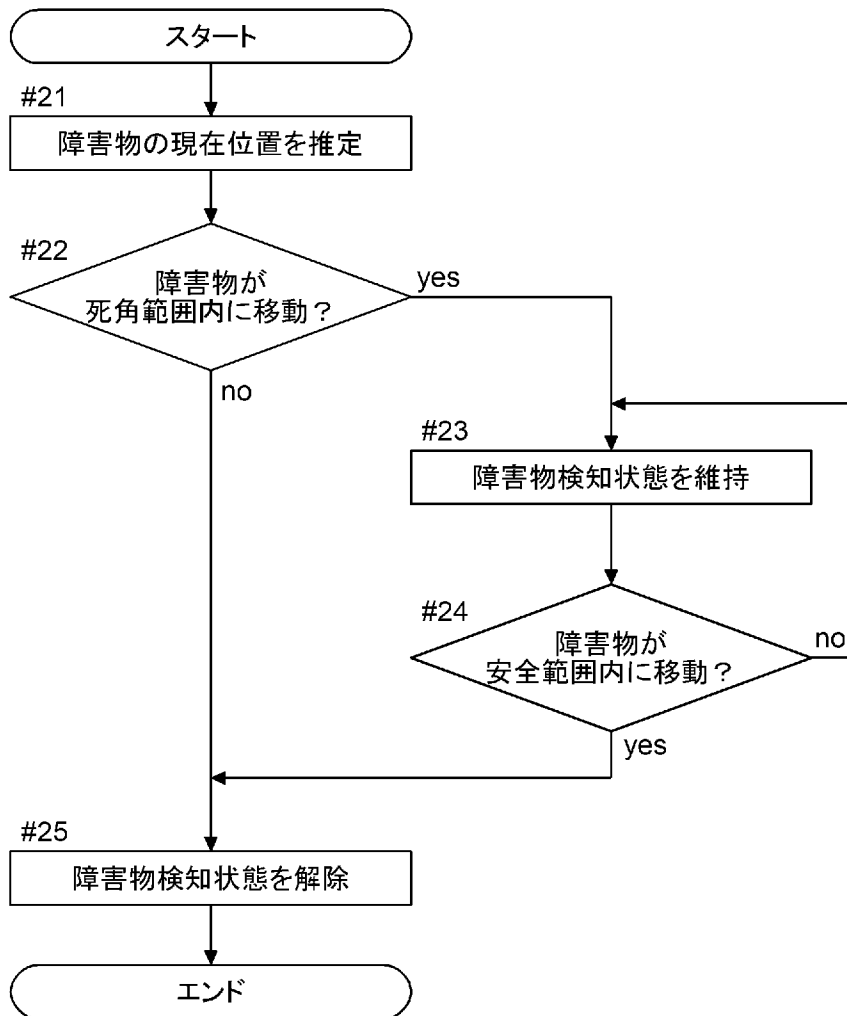 スタート
#21
障害物の現在位置を推定
#22
障害物が
死角範囲内に移動？
yes
no
#23
障害物検知状態を維持
#24
障害物が
安全範囲内に移動？
no
yes
#25
障害物検知状態を解除
エンド